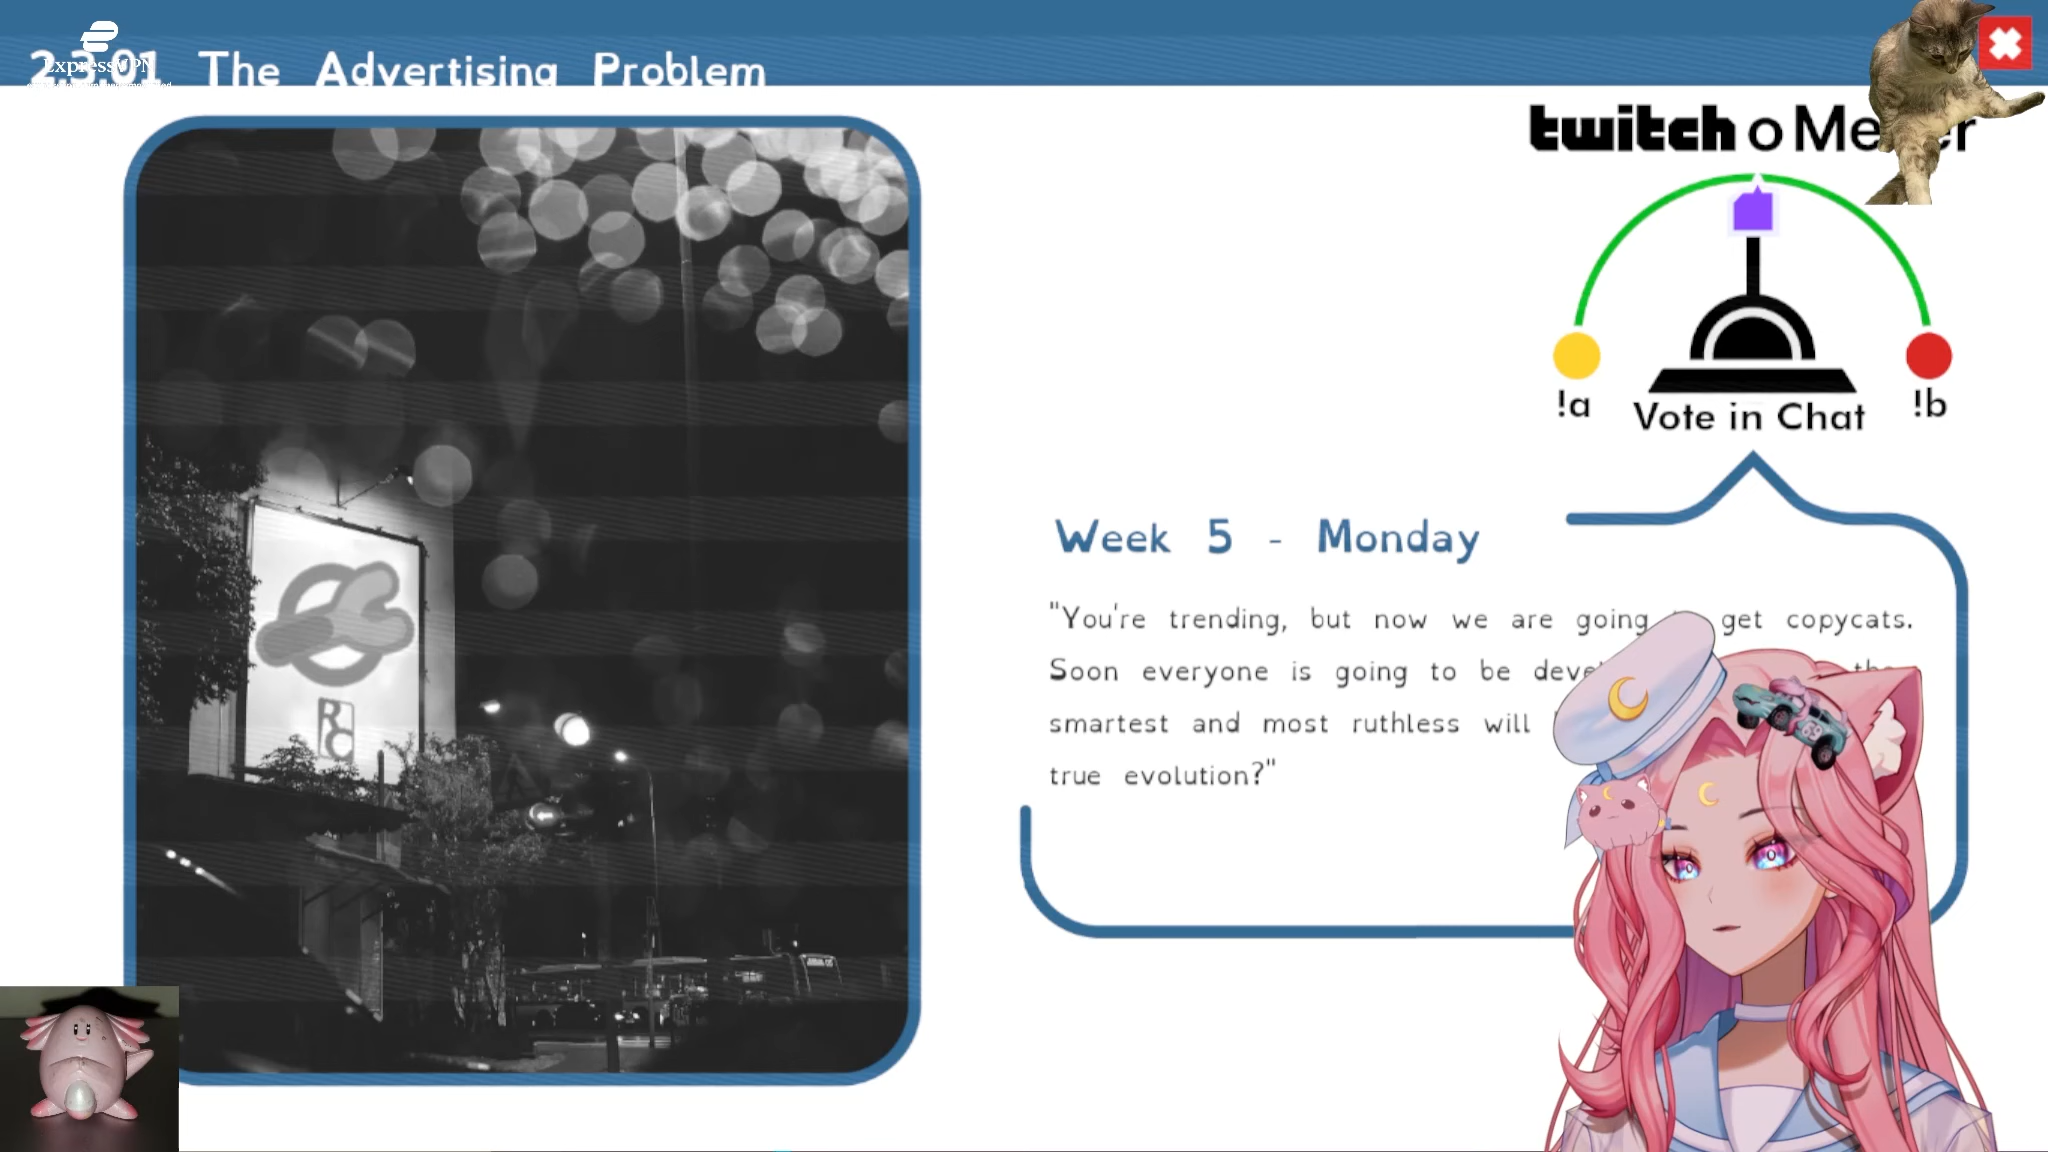 ExpressVPN
2.3.01 The Advertising Problem
twitch o Me r
!a
Vote in Chat
!b
Week 5 - Monday
"You're trending, but now we are going get copycats.
Soon everyone is going to be
smartest and most ruthless will
true evolution?"
69